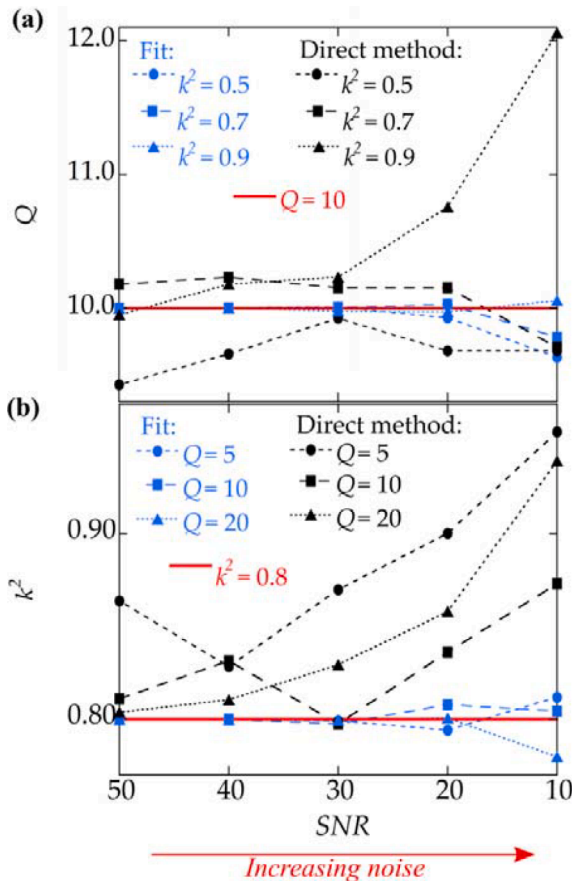 (a)
12.0
11.0
10.0
Q
Fit:
k² = 0.5
k² = 0.7
k² = 0.9
Direct method:
k² = 0.5
k² = 0.7
k² = 0.9
Q = 10
(b)
0.90
0.80
k²
Fit:
Q = 5
Q = 10
Q = 20
Direct method:
Q = 5
Q = 10
Q = 20
k² = 0.8
50 40 30 20 10
SNR
Increasing noise